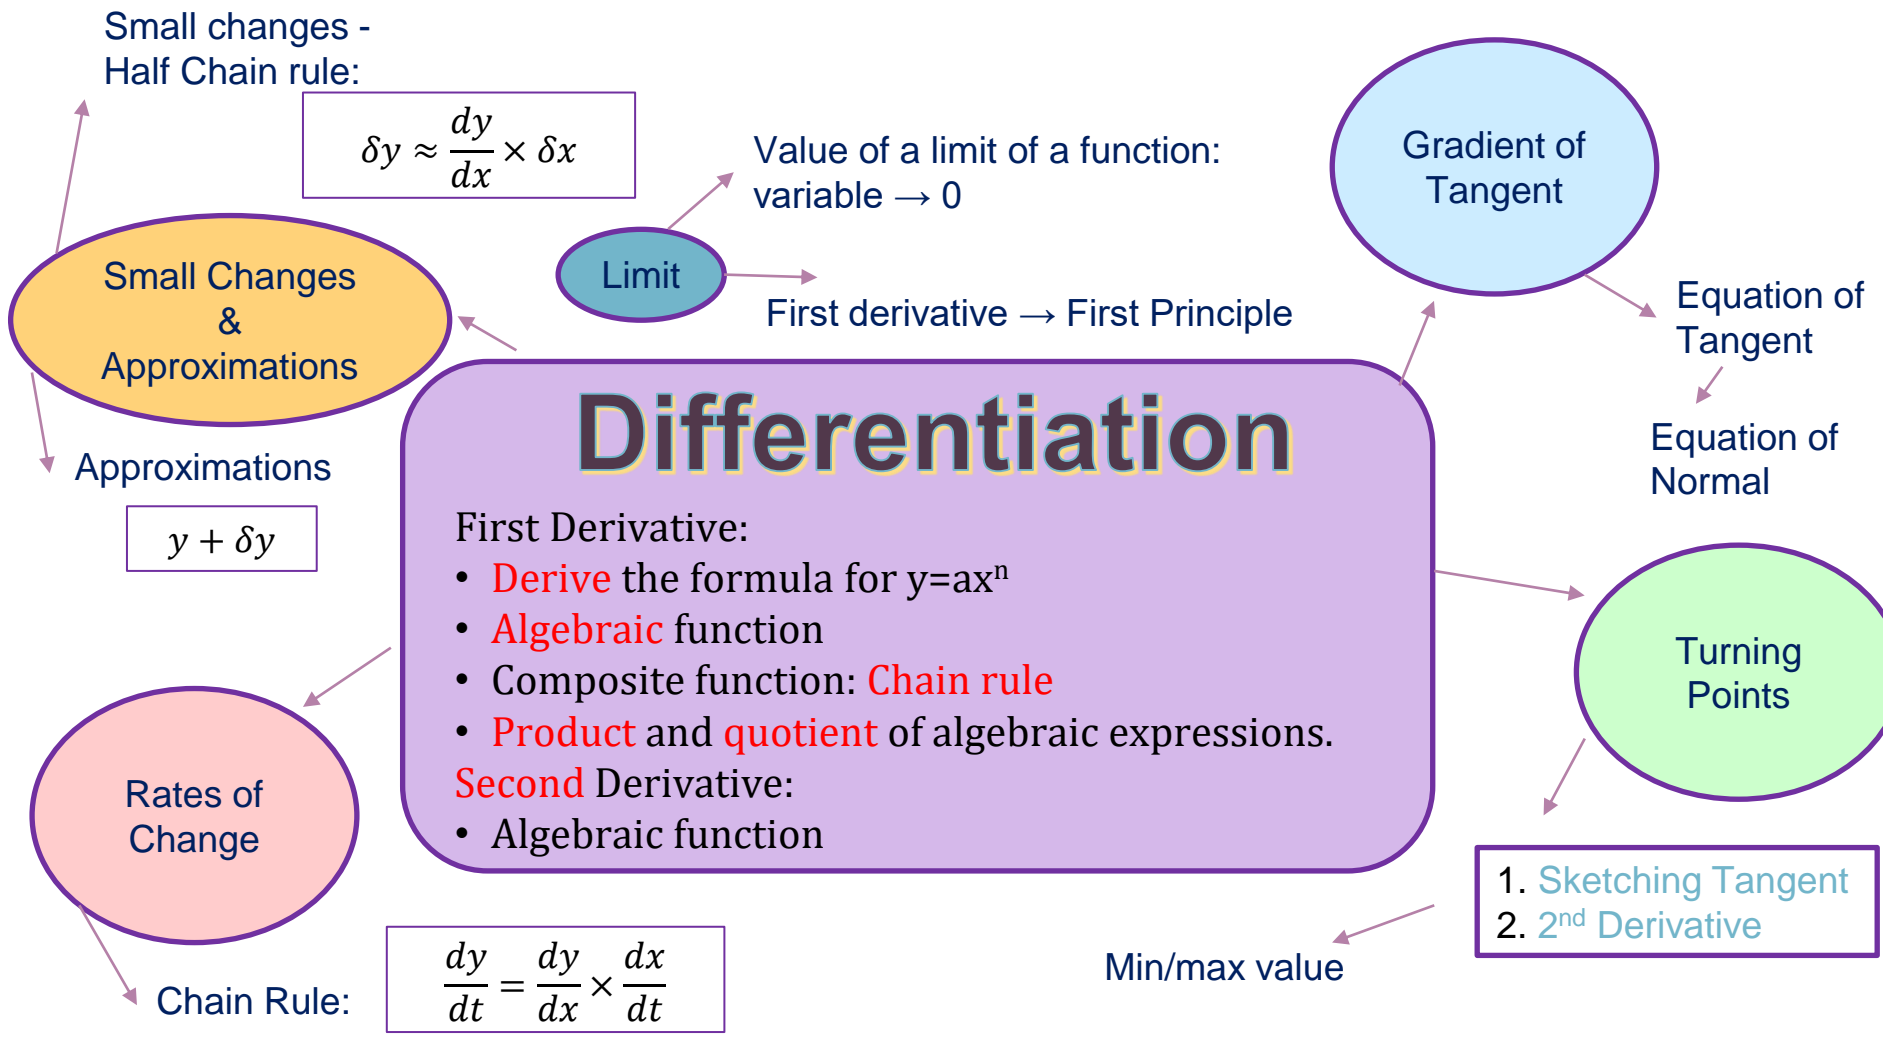 Small changes -
Half Chain rule:
δy ≈ dy/dx × δx
Small Changes
&
Approximations
Approximations
y + δy
Limit
Value of a limit of a function:
variable → 0
First derivative → First Principle
Gradient of
Tangent
Equation of
Tangent
Equation of
Normal
Differentiation
First Derivative:
• Derive the formula for y=axⁿ
• Algebraic function
• Composite function: Chain rule
• Product and quotient of algebraic expressions.
Second Derivative:
• Algebraic function
Turning
Points
1. Sketching Tangent
2. 2ⁿᵈ Derivative
Min/max value
Rates of
Change
Chain Rule:
dy/dt = dy/dx × dx/dt